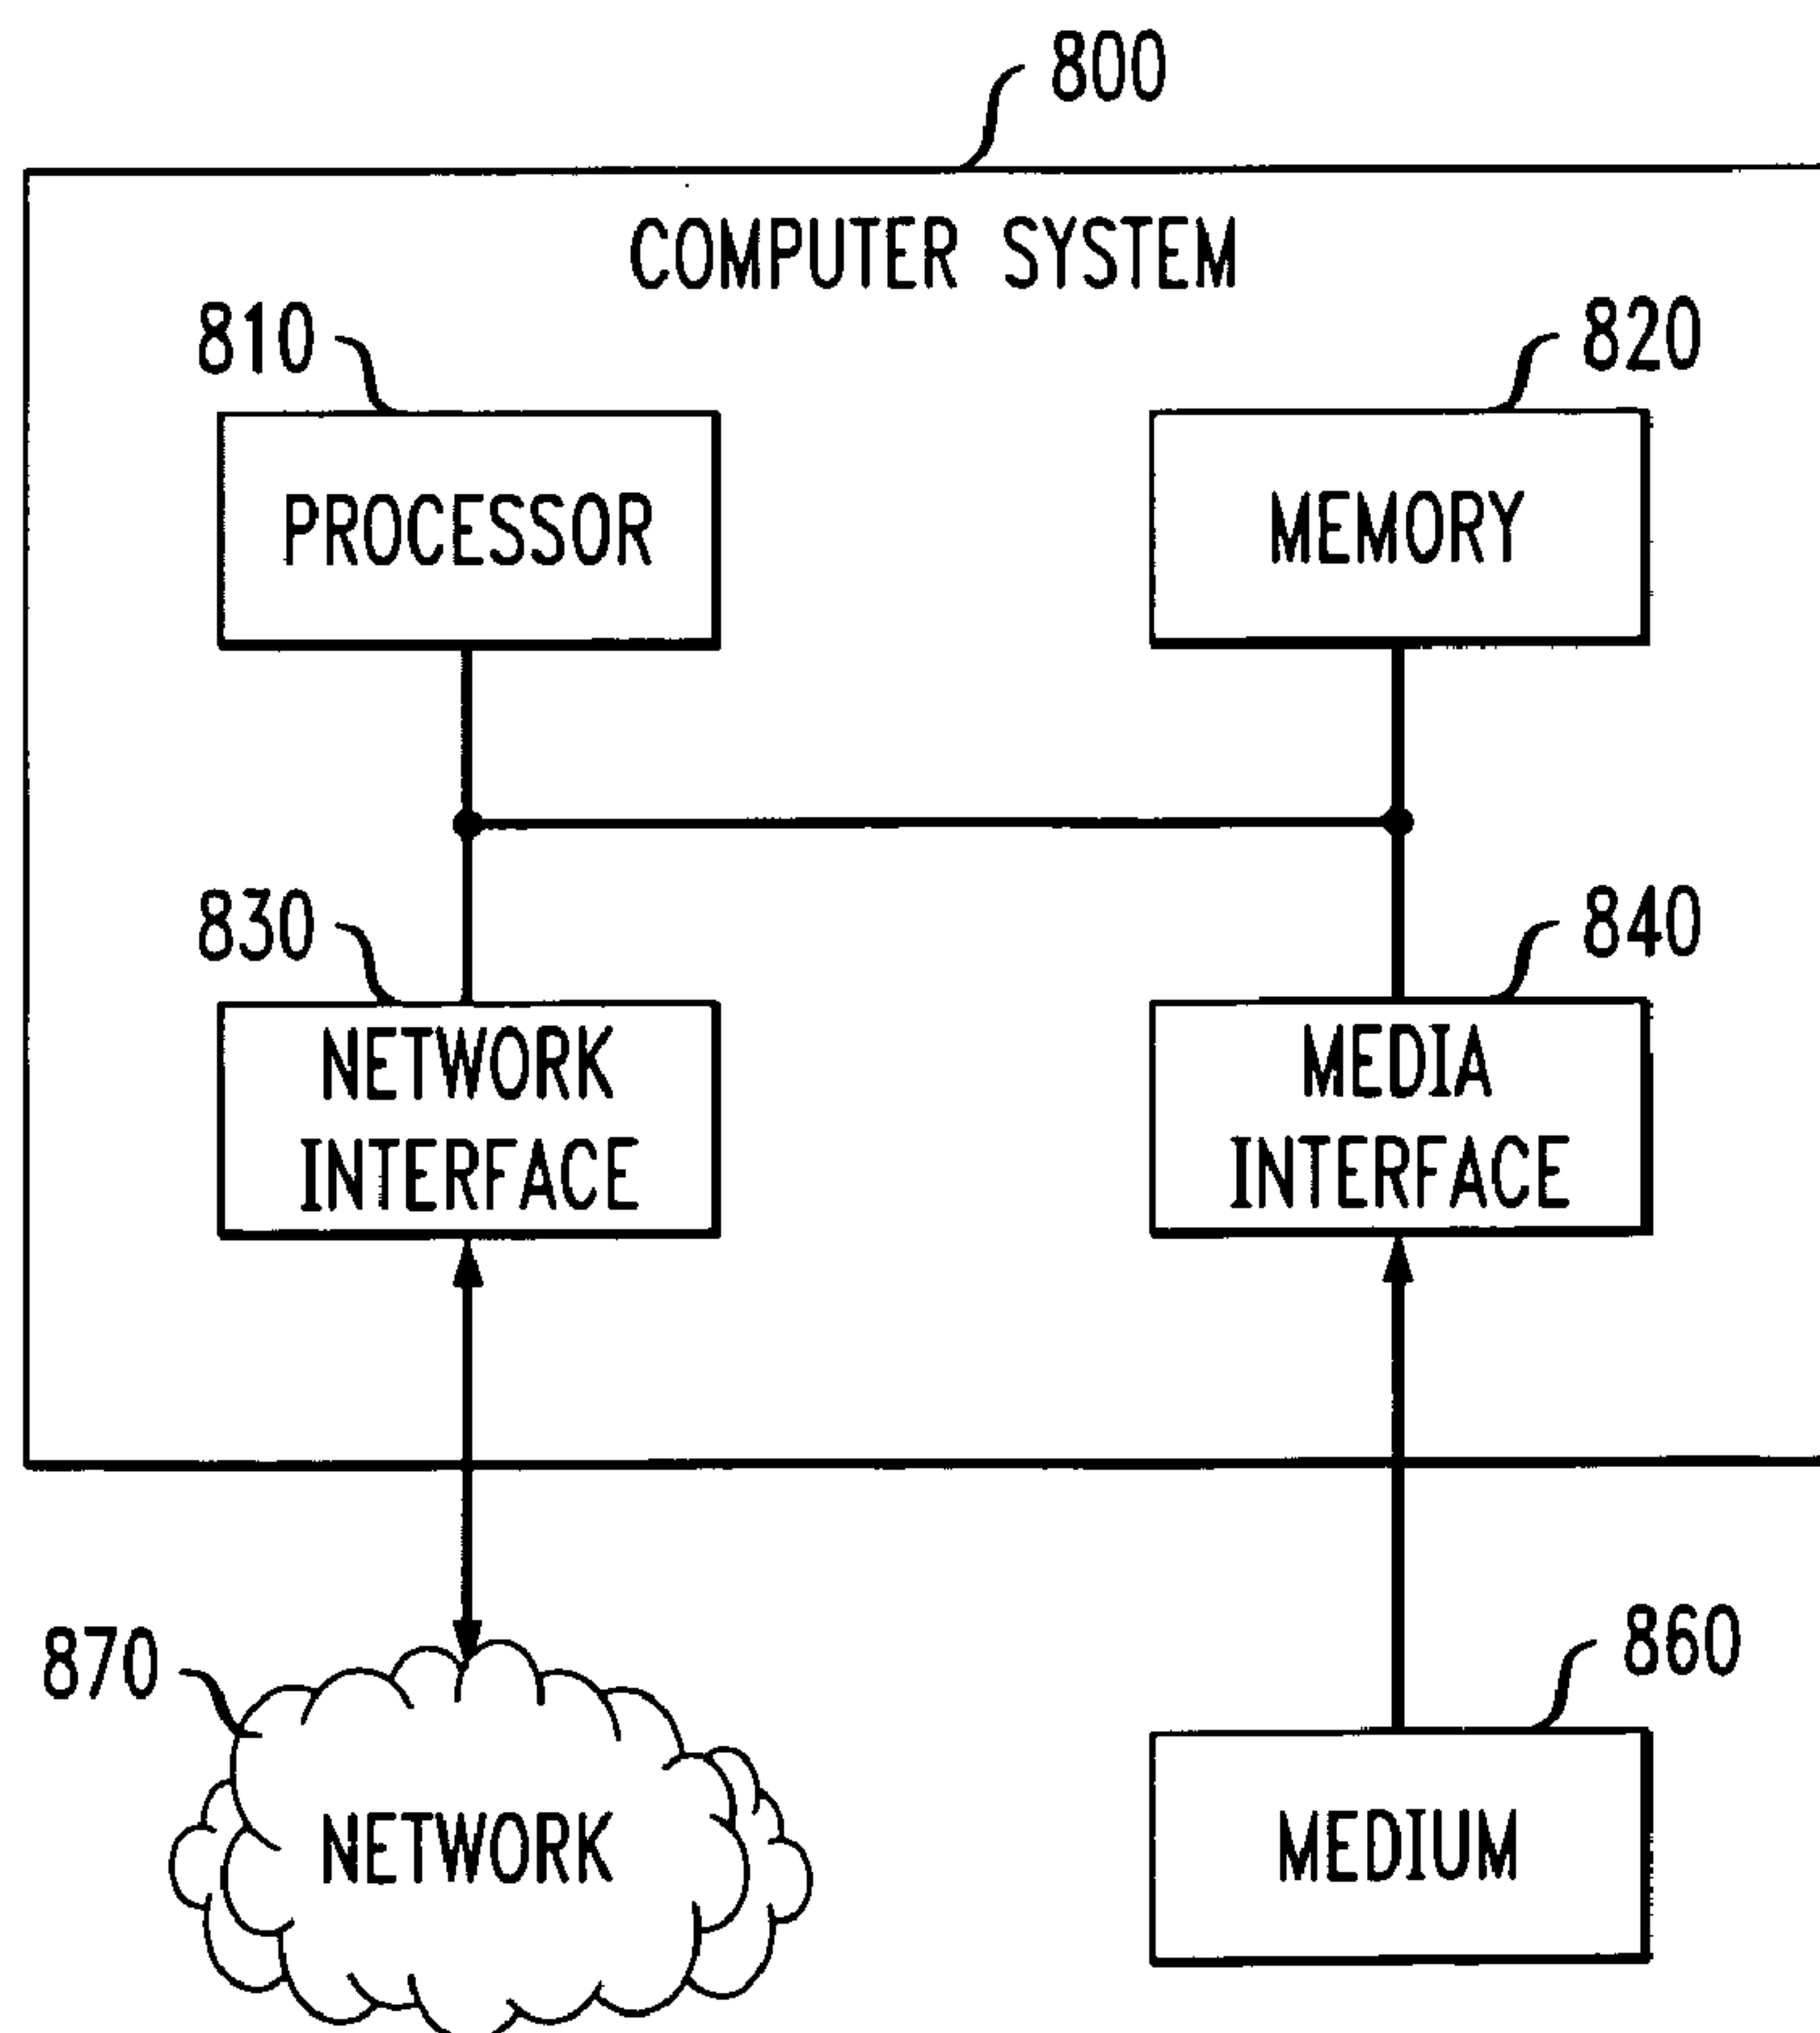 800
COMPUTER SYSTEM
810
820
PROCESSOR
MEMORY
830
840
NETWORK
INTERFACE
MEDIA
INTERFACE
870
860
NETWORK
MEDIUM